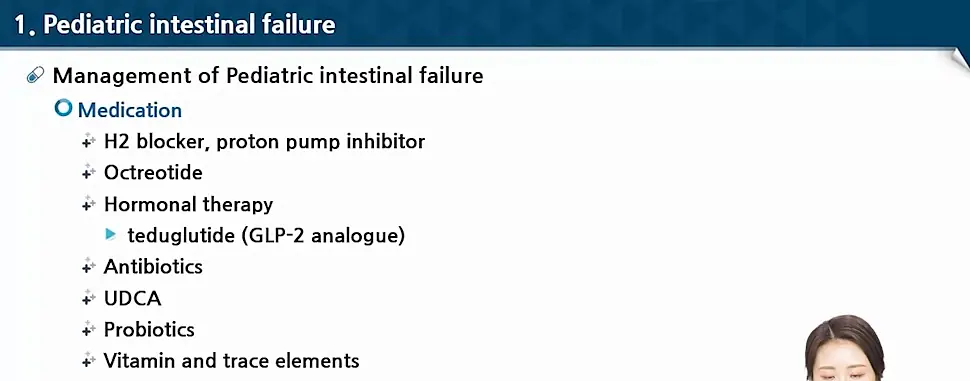 1. Pediatric intestinal failure
Management of Pediatric intestinal failure
Medication
H2 blocker, proton pump inhibitor
Octreotide
Hormonal therapy
teduglutide (GLP-2 analogue)
Antibiotics
UDCA
Probiotics
Vitamin and trace elements